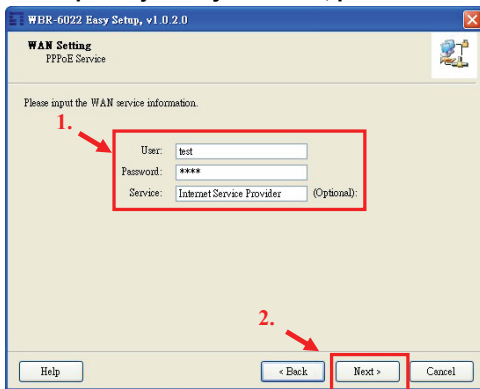 WBR-6022 Easy Setup, v1.0.2.0
WAN Setting
PPPoE Service
Please input the WAN service information.
1.
User: test
Password: ****
Service: Internet Service Provider (Optional):
2.
Help < Back Next > Cancel